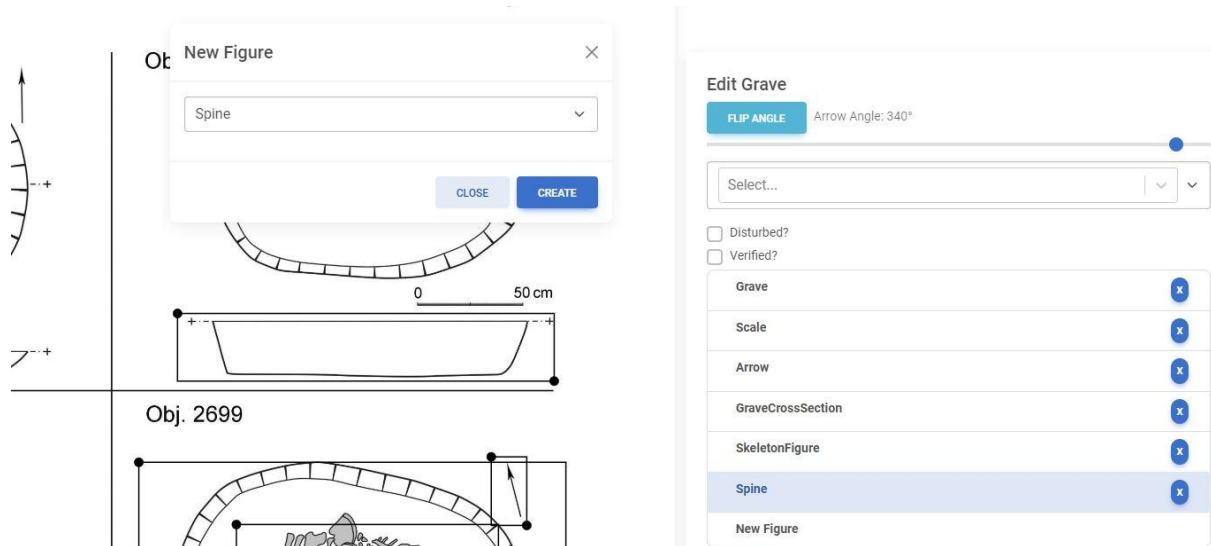 Ob
New Figure
Spine
CLOSE
CREATE
0 50 cm
Obj. 2699
Edit Grave
FLIP ANGLE Arrow Angle: 340°
Select...
Disturbed?
Verified?
Grave x
Scale x
Arrow x
GraveCrossSection x
SkeletonFigure x
Spine x
New Figure